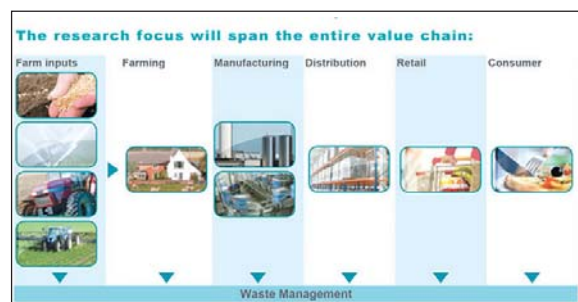 The research focus will span the entire value chain:
Farm inputs Farming Manufacturing Distribution Retail Consumer
Waste Management